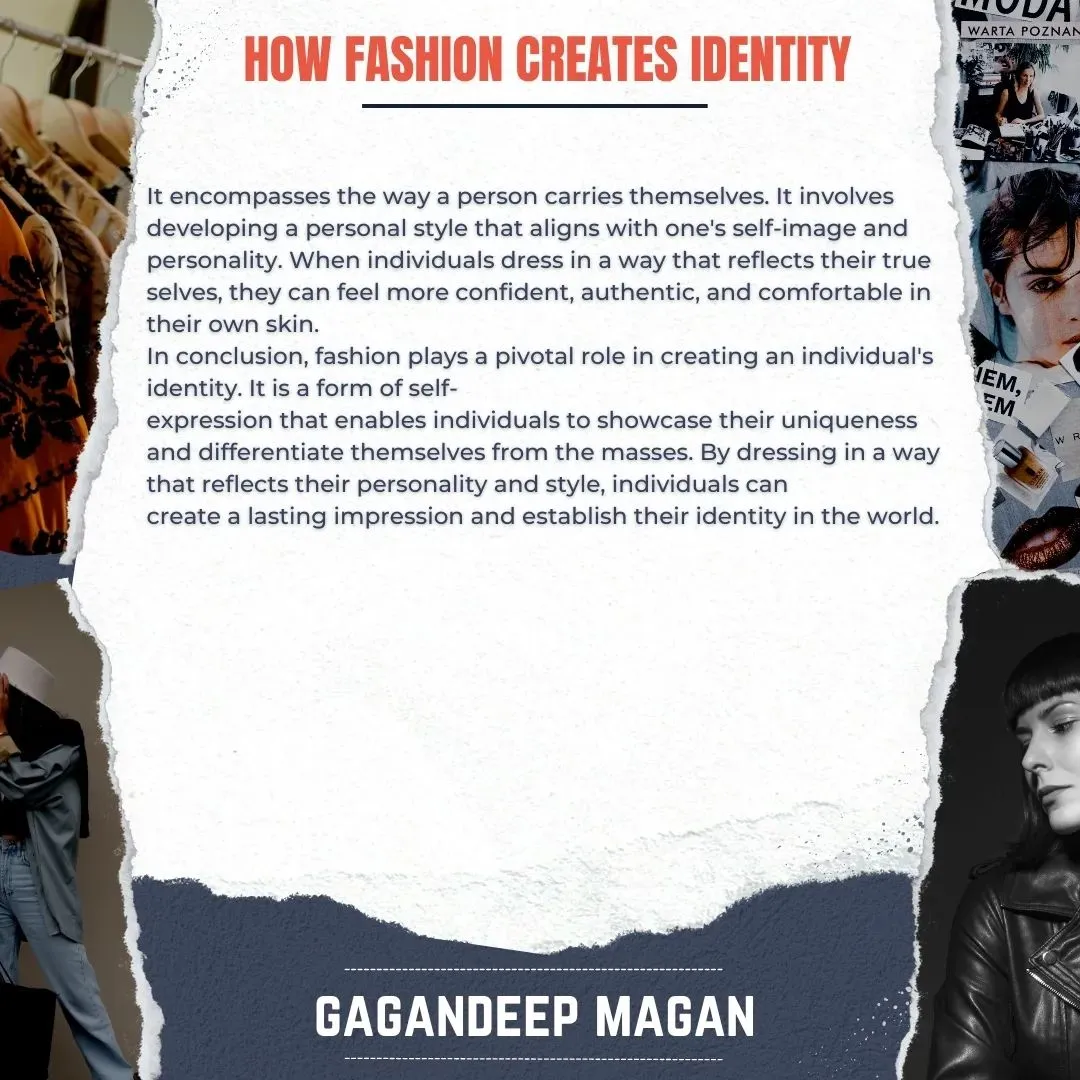 HOW FASHION CREATES IDENTITY
It encompasses the way a person carries themselves. It involves
developing a personal style that aligns with one's self-image and
personality. When individuals dress in a way that reflects their true
selves, they can feel more confident, authentic, and comfortable in
their own skin.
In conclusion, fashion plays a pivotal role in creating an individual's
identity. It is a form of self-
expression that enables individuals to showcase their uniqueness
and differentiate themselves from the masses. By dressing in a way
that reflects their personality and style, individuals can
create a lasting impression and establish their identity in the world.
MODA
WARTA POZNAN
GAGANDEEP MAGAN